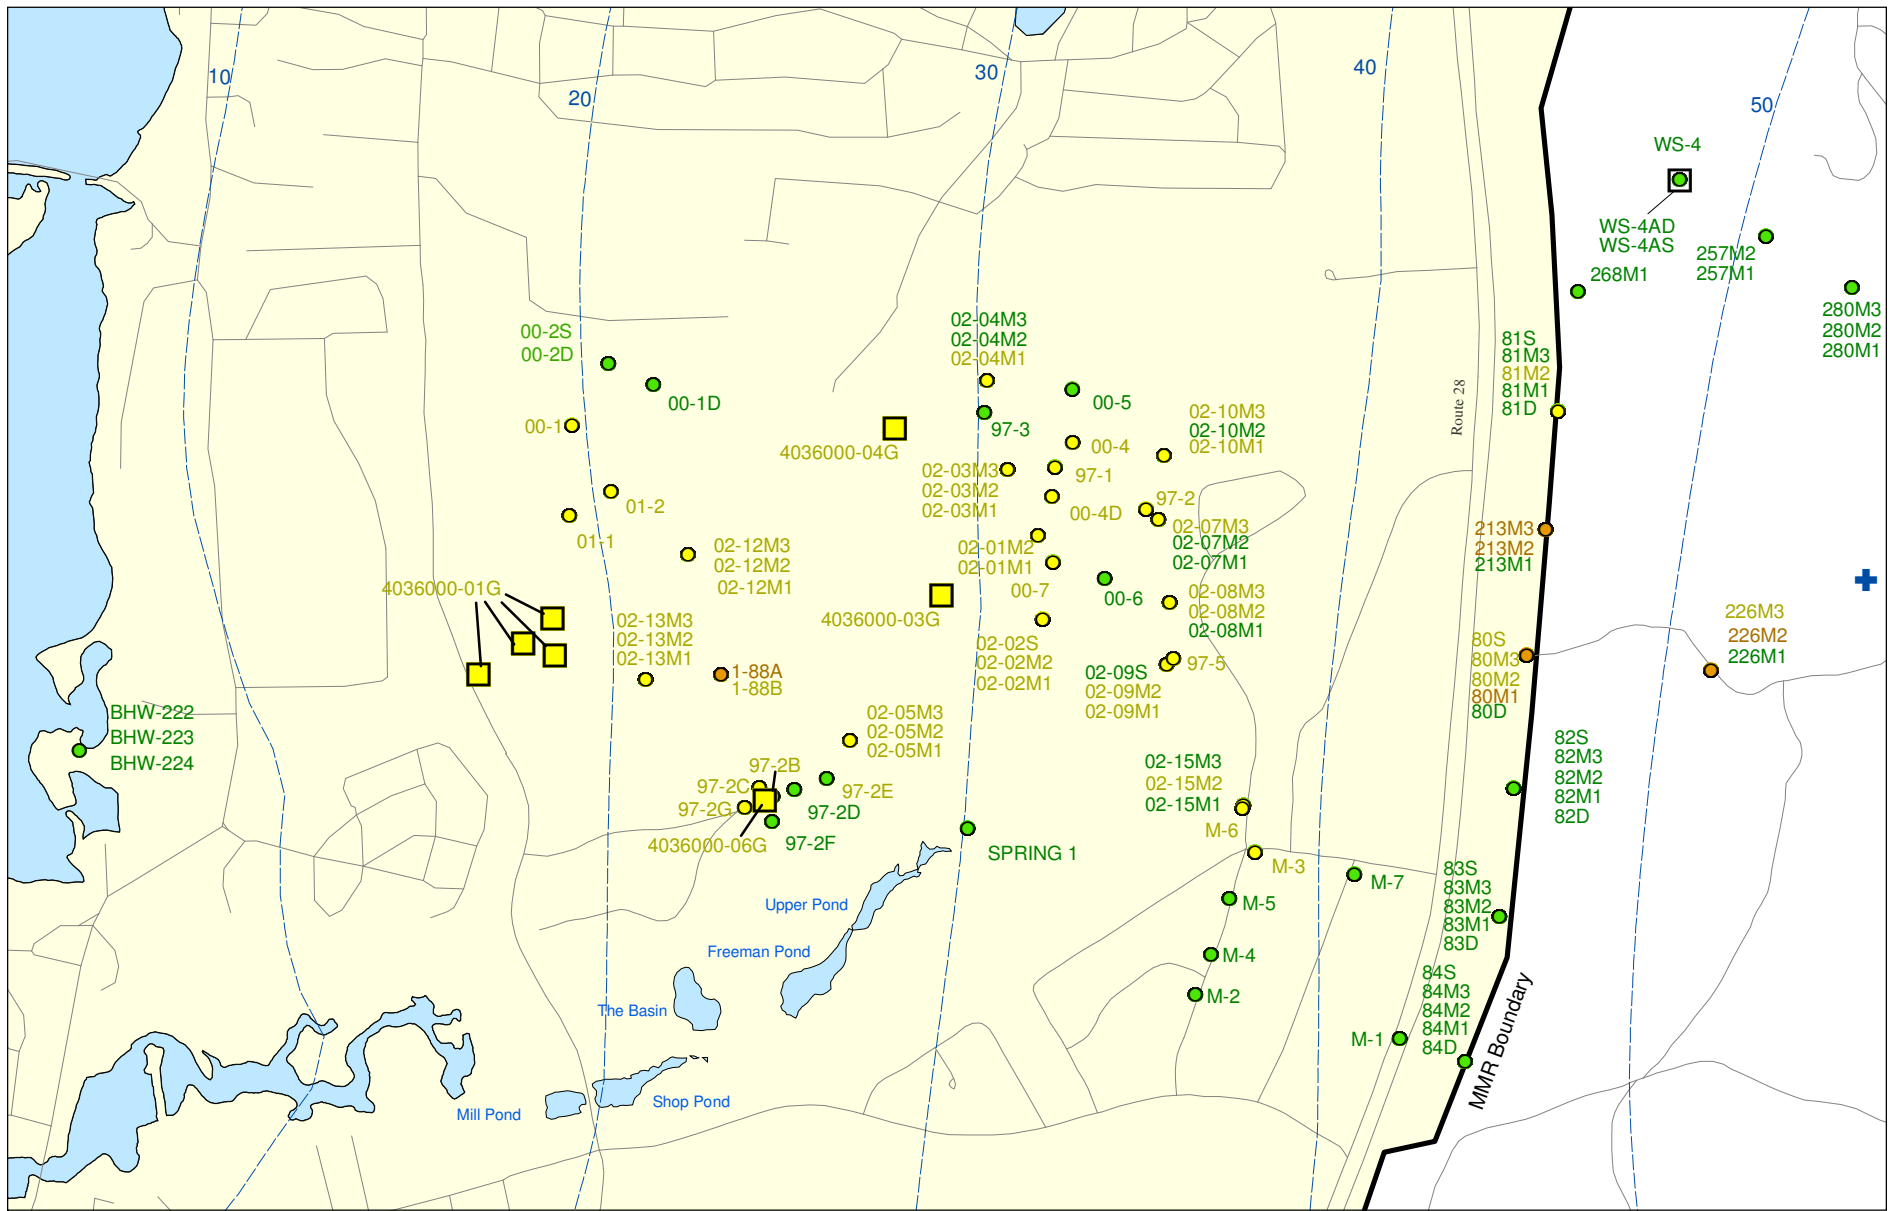 10
20
30
40
50
WS-4
WS-4AD
WS-4AS
257M2
257M1
268M1
280M3
280M2
280M1
00-2S
00-2D
00-1D
00-1
02-04M3
02-04M2
02-04M1
97-3
00-5
4036000-04G
02-10M3
02-10M2
02-10M1
00-4
97-1
02-03M3
02-03M2
02-03M1
00-4D
97-2
02-07M3
02-07M2
02-07M1
Route 28
81S
81M3
81M2
81M1
81D
213M3
213M2
213M1
01-2
01-1
02-12M3
02-12M2
02-12M1
02-01M2
02-01M1
00-7
00-6
4036000-01G
4036000-03G
02-08M3
02-08M2
02-08M1
02-13M3
02-13M2
02-13M1
1-88A
1-88B
02-02S
02-02M2
02-02M1
97-5
02-09S
02-09M2
02-09M1
80S
80M3
80M2
80M1
80D
226M3
226M2
226M1
BHW-222
BHW-223
BHW-224
02-05M3
02-05M2
02-05M1
97-2B
97-2C
97-2E
97-2G
97-2D
97-2F
4036000-06G
02-15M3
02-15M2
02-15M1
M-6
82S
82M3
82M2
82M1
82D
SPRING 1
M-3
M-7
M-5
83S
83M3
83M2
83M1
83D
Upper Pond
Freeman Pond
M-4
M-2
The Basin
84S
84M3
84M2
84M1
84D
M-1
MMR Boundary
Mill Pond
Shop Pond